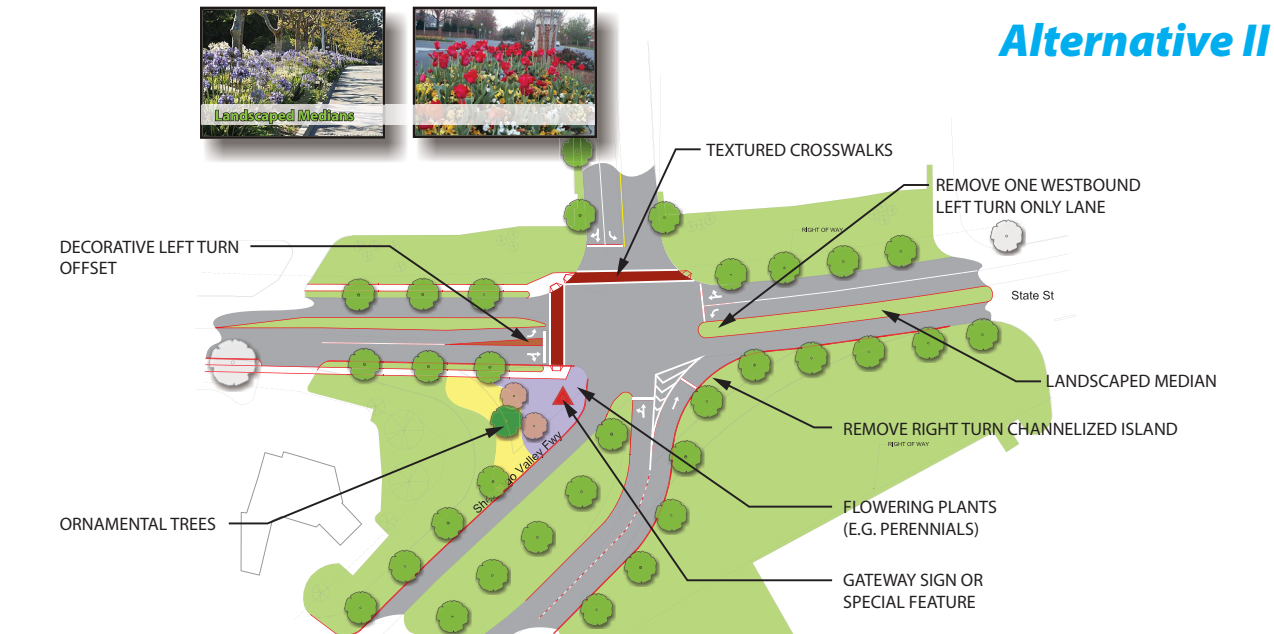 Alternative II
Landscaped Medians
TEXTURED CROSSWALKS
REMOVE ONE WESTBOUND
LEFT TURN ONLY LANE
RIGHT OF WAY
DECORATIVE LEFT TURN
OFFSET
State St
LANDSCAPED MEDIAN
REMOVE RIGHT TURN CHANNELIZED ISLAND
RIGHT OF WAY
Valley Fwy
FLOWERING PLANTS
(E.G. PERENNIALS)
ORNAMENTAL TREES
GATEWAY SIGN OR
SPECIAL FEATURE